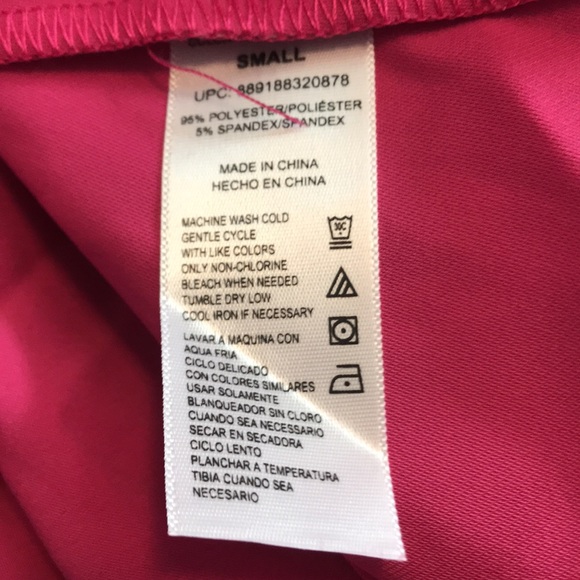 SMALL
UPC: 889188320878
95% POLYESTER/POLIÉSTER
5% SPANDEX/SPANDEX
MADE IN CHINA
HECHO EN CHINA
MACHINE WASH COLD
GENTLE CYCLE
WITH LIKE COLORS
ONLY NON-CHLORINE
BLEACH WHEN NEEDED
TUMBLE DRY LOW
COOL IRON IF NECESSARY
LAVAR A MAQUINA CON
AQUA FRIA
CICLO DELICADO
CON COLORES SIMILARES
USAR SOLAMENTE
BLANQUEADOR SIN CLORO
CUANDO SEA NECESSARIO
SECAR EN SECADORA
CICLO LENTO
PLANCHAR A TEMPERATURA
TIBIA CUANDO SEA
NECESARIO